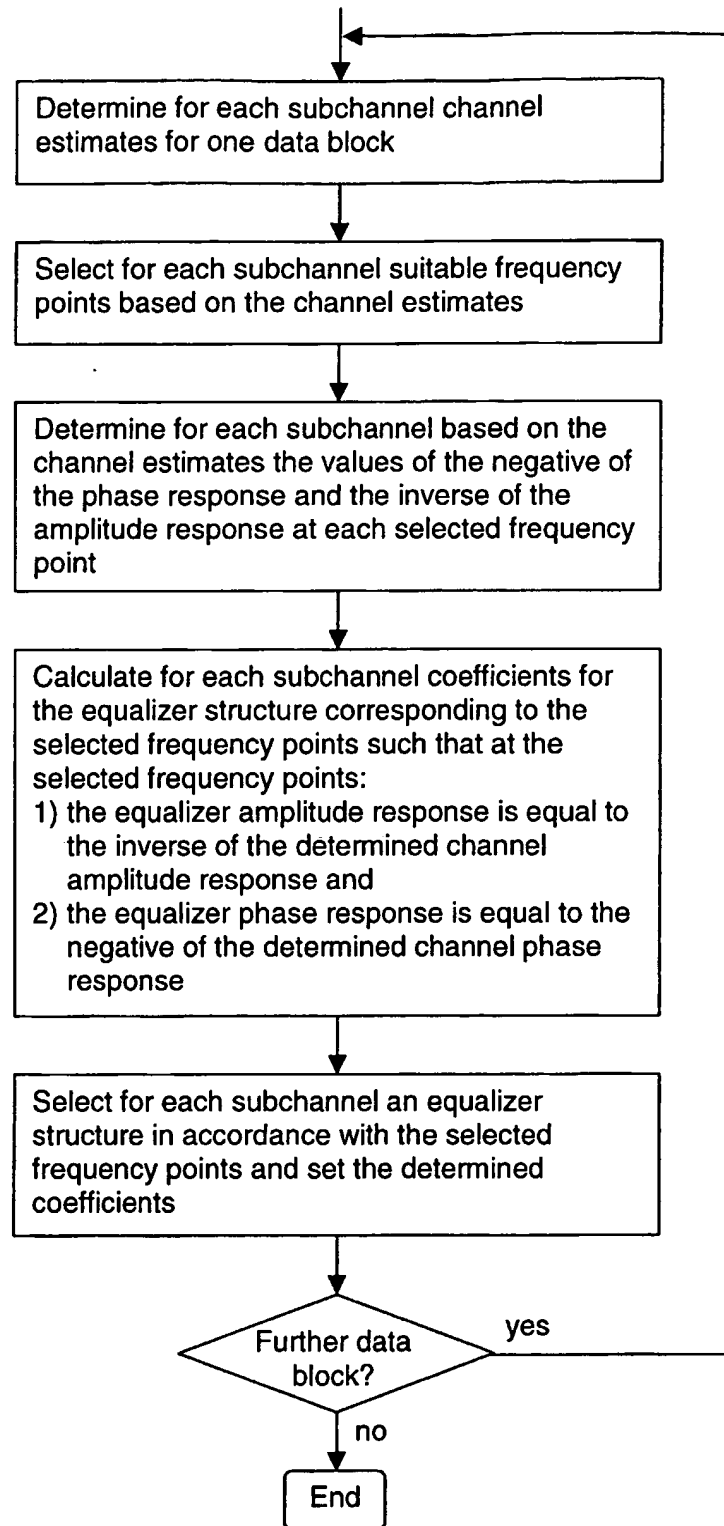 Determine for each subchannel channel
estimates for one data block
Select for each subchannel suitable frequency
points based on the channel estimates
Determine for each subchannel based on the
channel estimates the values of the negative of
the phase response and the inverse of the
amplitude response at each selected frequency
point
Calculate for each subchannel coefficients for
the equalizer structure corresponding to the
selected frequency points such that at the
selected frequency points:
1) the equalizer amplitude response is equal to
the inverse of the determined channel
amplitude response and
2) the equalizer phase response is equal to the
negative of the determined channel phase
response
Select for each subchannel an equalizer
structure in accordance with the selected
frequency points and set the determined
coefficients
Further data
block?
yes
no
End